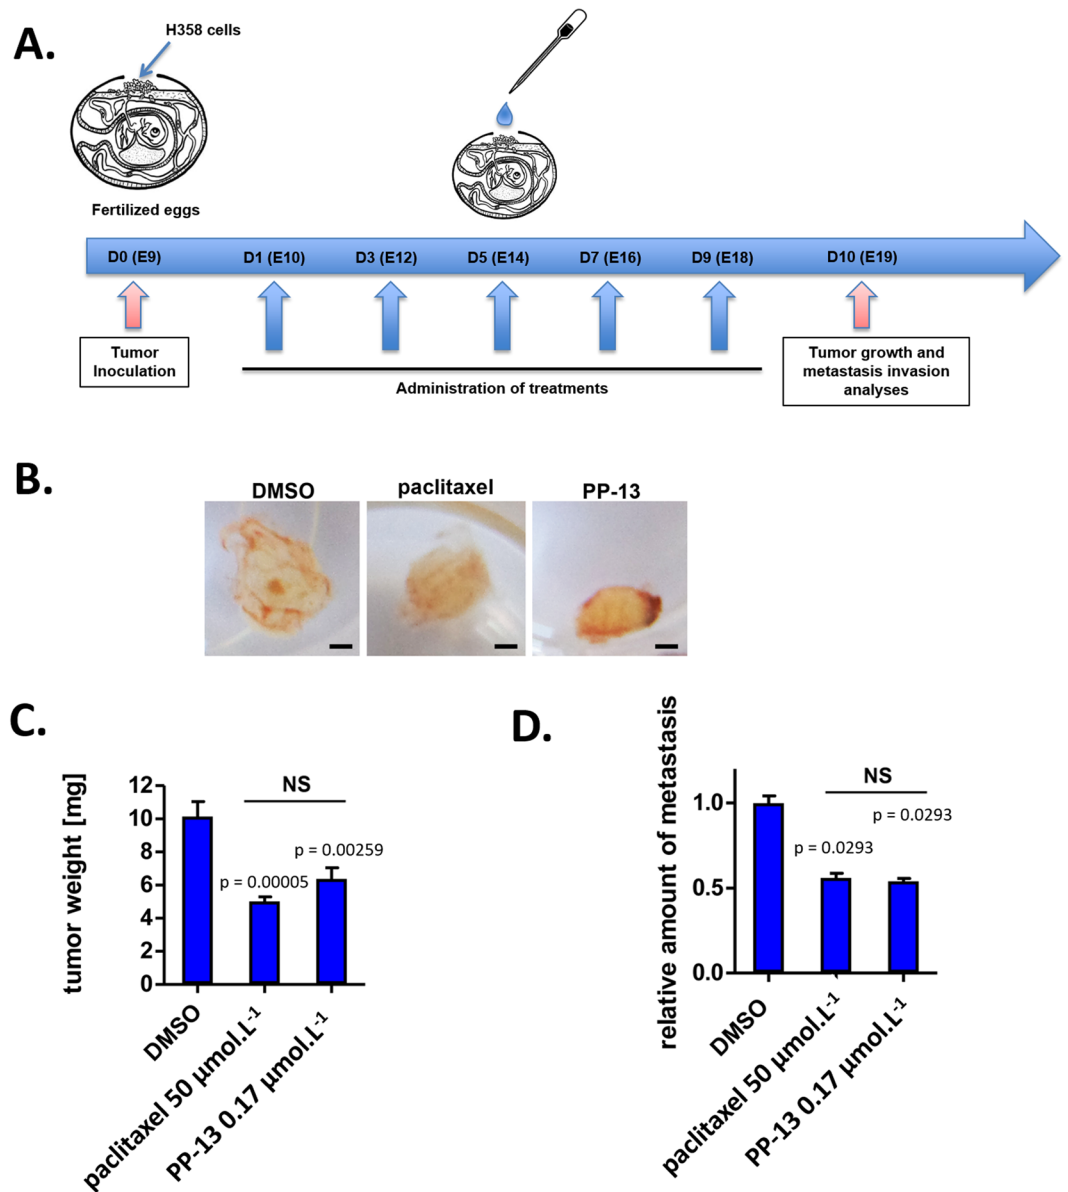 A.
H358 cells
Fertilized eggs
D0 (E9)
D1 (E10)
D3 (E12)
D5 (E14)
D7 (E16)
D9 (E18)
D10 (E19)
Tumor
Inoculation
Administration of treatments
Tumor growth and
metastasis invasion
analyses
B.
DMSO
paclitaxel
PP-13
C.
tumor weight [mg]
12
10
8
6
4
2
0
NS
p = 0.00259
p = 0.00005
DMSO
paclitaxel 50 µmol.L⁻¹
PP-13 0.17 µmol.L⁻¹
D.
relative amount of metastasis
1.0
0.5
0.0
NS
p = 0.0293
p = 0.0293
DMSO
paclitaxel 50 µmol.L⁻¹
PP-13 0.17 µmol.L⁻¹